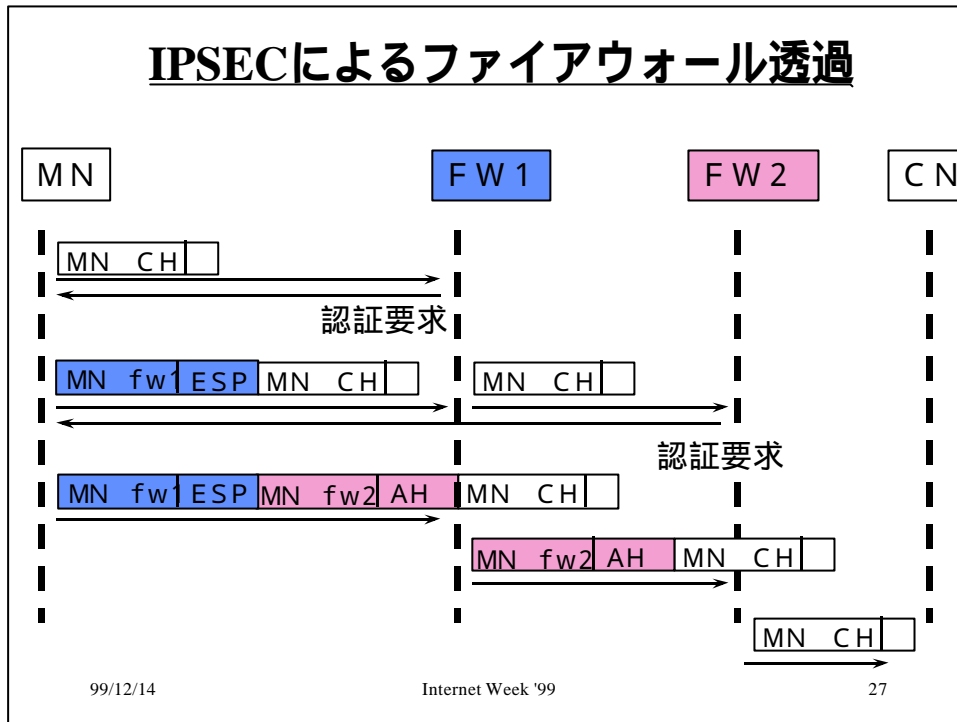 IPSECによるファイアウォール透過
MN FW1 FW2 CN
MN CH
認証要求
MN fw1 ESP MN CH MN CH
認証要求
MN fw1 ESP MN fw2 AH MN CH
MN fw2 AH MN CH
MN CH
99/12/14 Internet Week '99 27